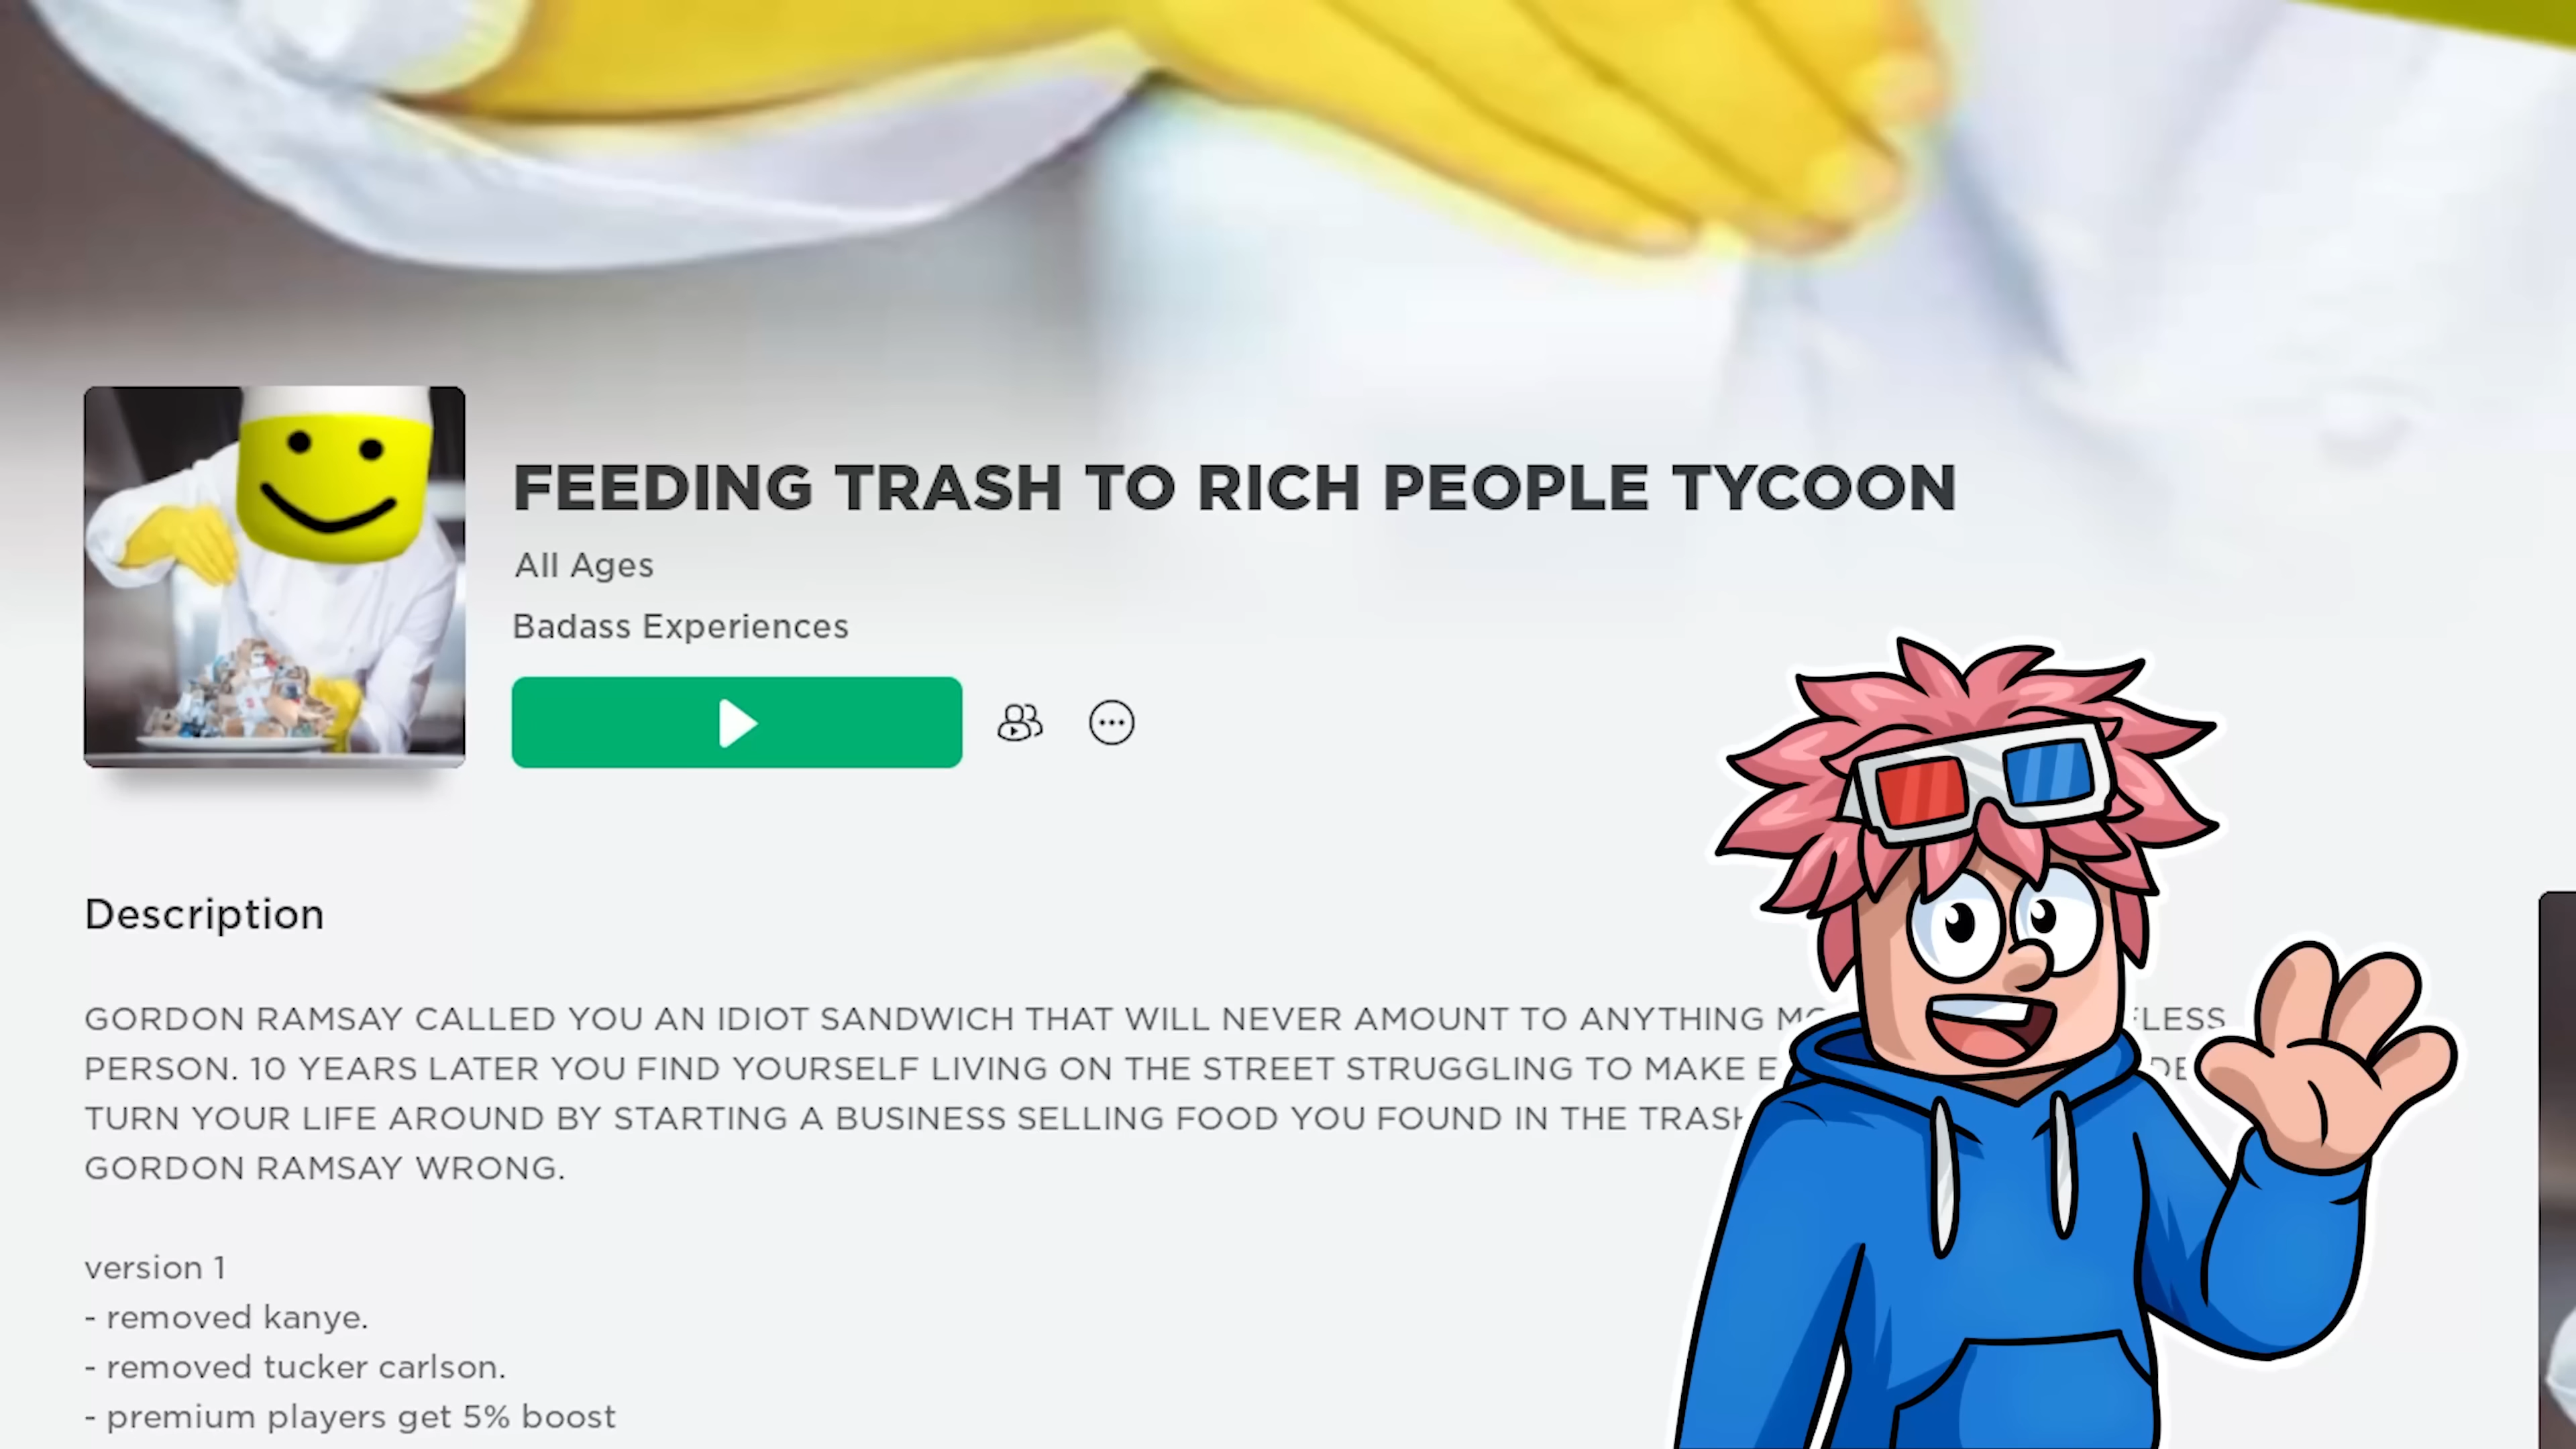 FEEDING TRASH TO RICH PEOPLE TYCOON
All Ages
Badass Experiences
Description
GORDON RAMSAY CALLED YOU AN IDIOT SANDWICH THAT WILL NEVER AMOUNT TO ANYTHING
PERSON. 10 YEARS LATER YOU FIND YOURSELF LIVING ON THE STREET STRUGGLING TO MAKE
TURN YOUR LIFE AROUND BY STARTING A BUSINESS SELLING FOOD YOU FOUND IN THE TRASH
GORDON RAMSAY WRONG.
version 1
- removed kanye.
- removed tucker carlson.
- premium players get 5% boost